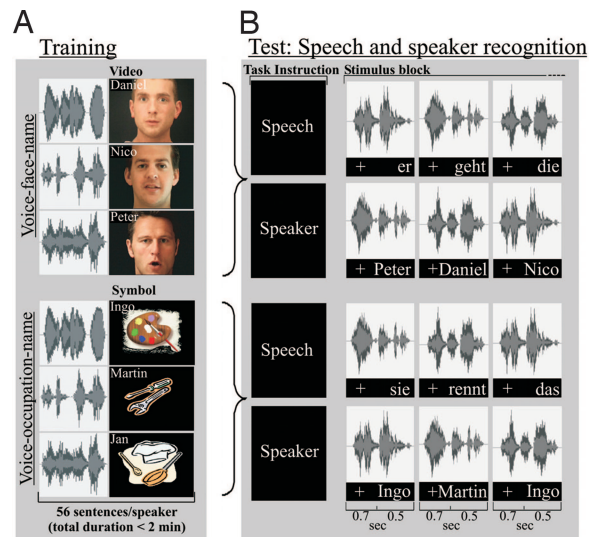 A
B
Training
Test: Speech and speaker recognition
Video
Voice-face-name
Daniel
Nico
Peter
Symbol
Voice-occupation-name
Ingo
Martin
Jan
56 sentences/speaker
(total duration < 2 min)
Task Instruction
Stimulus block
Speech
+ er
+ geht
+ die
Speaker
+ Peter
+Daniel
+ Nico
Speech
+ sie
+ rennt
+ das
Speaker
+ Ingo
+Martin
+ Ingo
0.7 0.5
sec
0.7 0.5
sec
0.7 0.5
sec